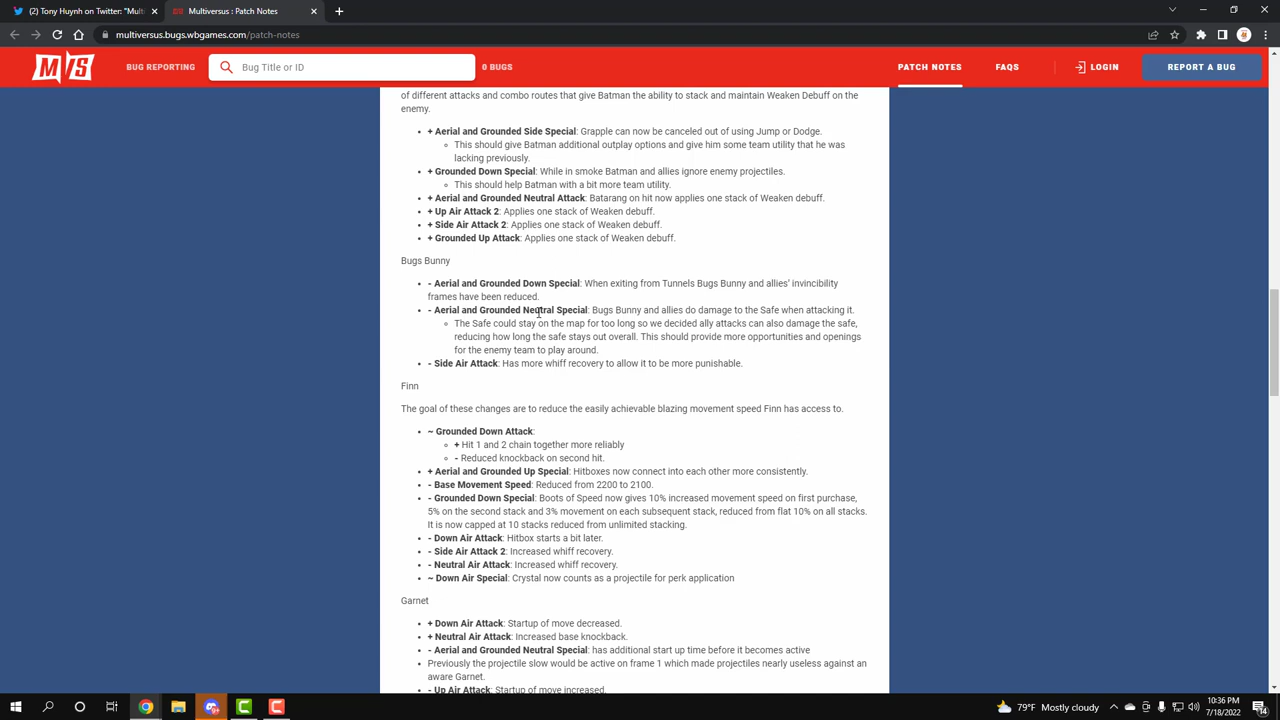 (7) Tony Huynh on Twitter: "Mult
multiversus.bugs.wbgames.com/patch-notes
M/S
BUG REPORTING
Bug Title or ID
0 BUGS
PATCH NOTES
FAQS
LOGIN
REPORT A BUG
of different attacks and combo routes that give Batman the ability to stack and maintain Weaken Debuff on the
enemy.
+ Aerial and Grounded Side Special: Grapple can now be canceled out of using Jump or Dodge.
This should give Batman additional outplay options and give him some team utility that he was
lacking previously.
+ Grounded Down Special: While in smoke Batman and allies ignore enemy projectiles.
This should help Batman with a bit more team utility.
+ Aerial and Grounded Neutral Attack: Batarang on hit now applies one stack of Weaken debuff.
+ Up Air Attack 2: Applies one stack of Weaken debuff.
+ Side Air Attack 2: Applies one stack of Weaken debuff.
+ Grounded Up Attack: Applies one stack of Weaken debuff.
Bugs Bunny
- Aerial and Grounded Down Special: When exiting from Tunnels Bugs Bunny and allies’ invincibility
frames have been reduced.
- Aerial and Grounded Neutral Special: Bugs Bunny and allies do damage to the Safe when attacking it.
The Safe could stay on the map for too long so we decided ally attacks can also damage the safe,
reducing how long the safe stays out overall. This should provide more opportunities and openings
for the enemy team to play around.
- Side Air Attack: Has more whiff recovery to allow it to be more punishable.
Finn
The goal of these changes are to reduce the easily achievable blazing movement speed Finn has access to.
~ Grounded Down Attack:
+ Hit 1 and 2 chain together more reliably
- Reduced knockback on second hit.
+ Aerial and Grounded Up Special: Hitboxes now connect into each other more consistently.
- Base Movement Speed: Reduced from 2200 to 2100.
- Grounded Down Special: Boots of Speed now gives 10% increased movement speed on first purchase,
5% on the second stack and 3% movement on each subsequent stack, reduced from flat 10% on all stacks.
It is now capped at 10 stacks reduced from unlimited stacking.
- Down Air Attack: Hitbox starts a bit later.
- Side Air Attack 2: Increased whiff recovery.
- Neutral Air Attack: Increased whiff recovery.
~ Down Air Special: Crystal now counts as a projectile for perk application
Garnet
+ Down Air Attack: Startup of move decreased.
+ Neutral Air Attack: Increased base knockback.
- Aerial and Grounded Neutral Special: has additional start up time before it becomes active
Previously the projectile slow would be active on frame 1 which made projectiles nearly useless against an
aware Garnet.
- Up Air Attack: Startup of move increased.
79°F Mostly cloudy
10:36 PM
7/18/2022